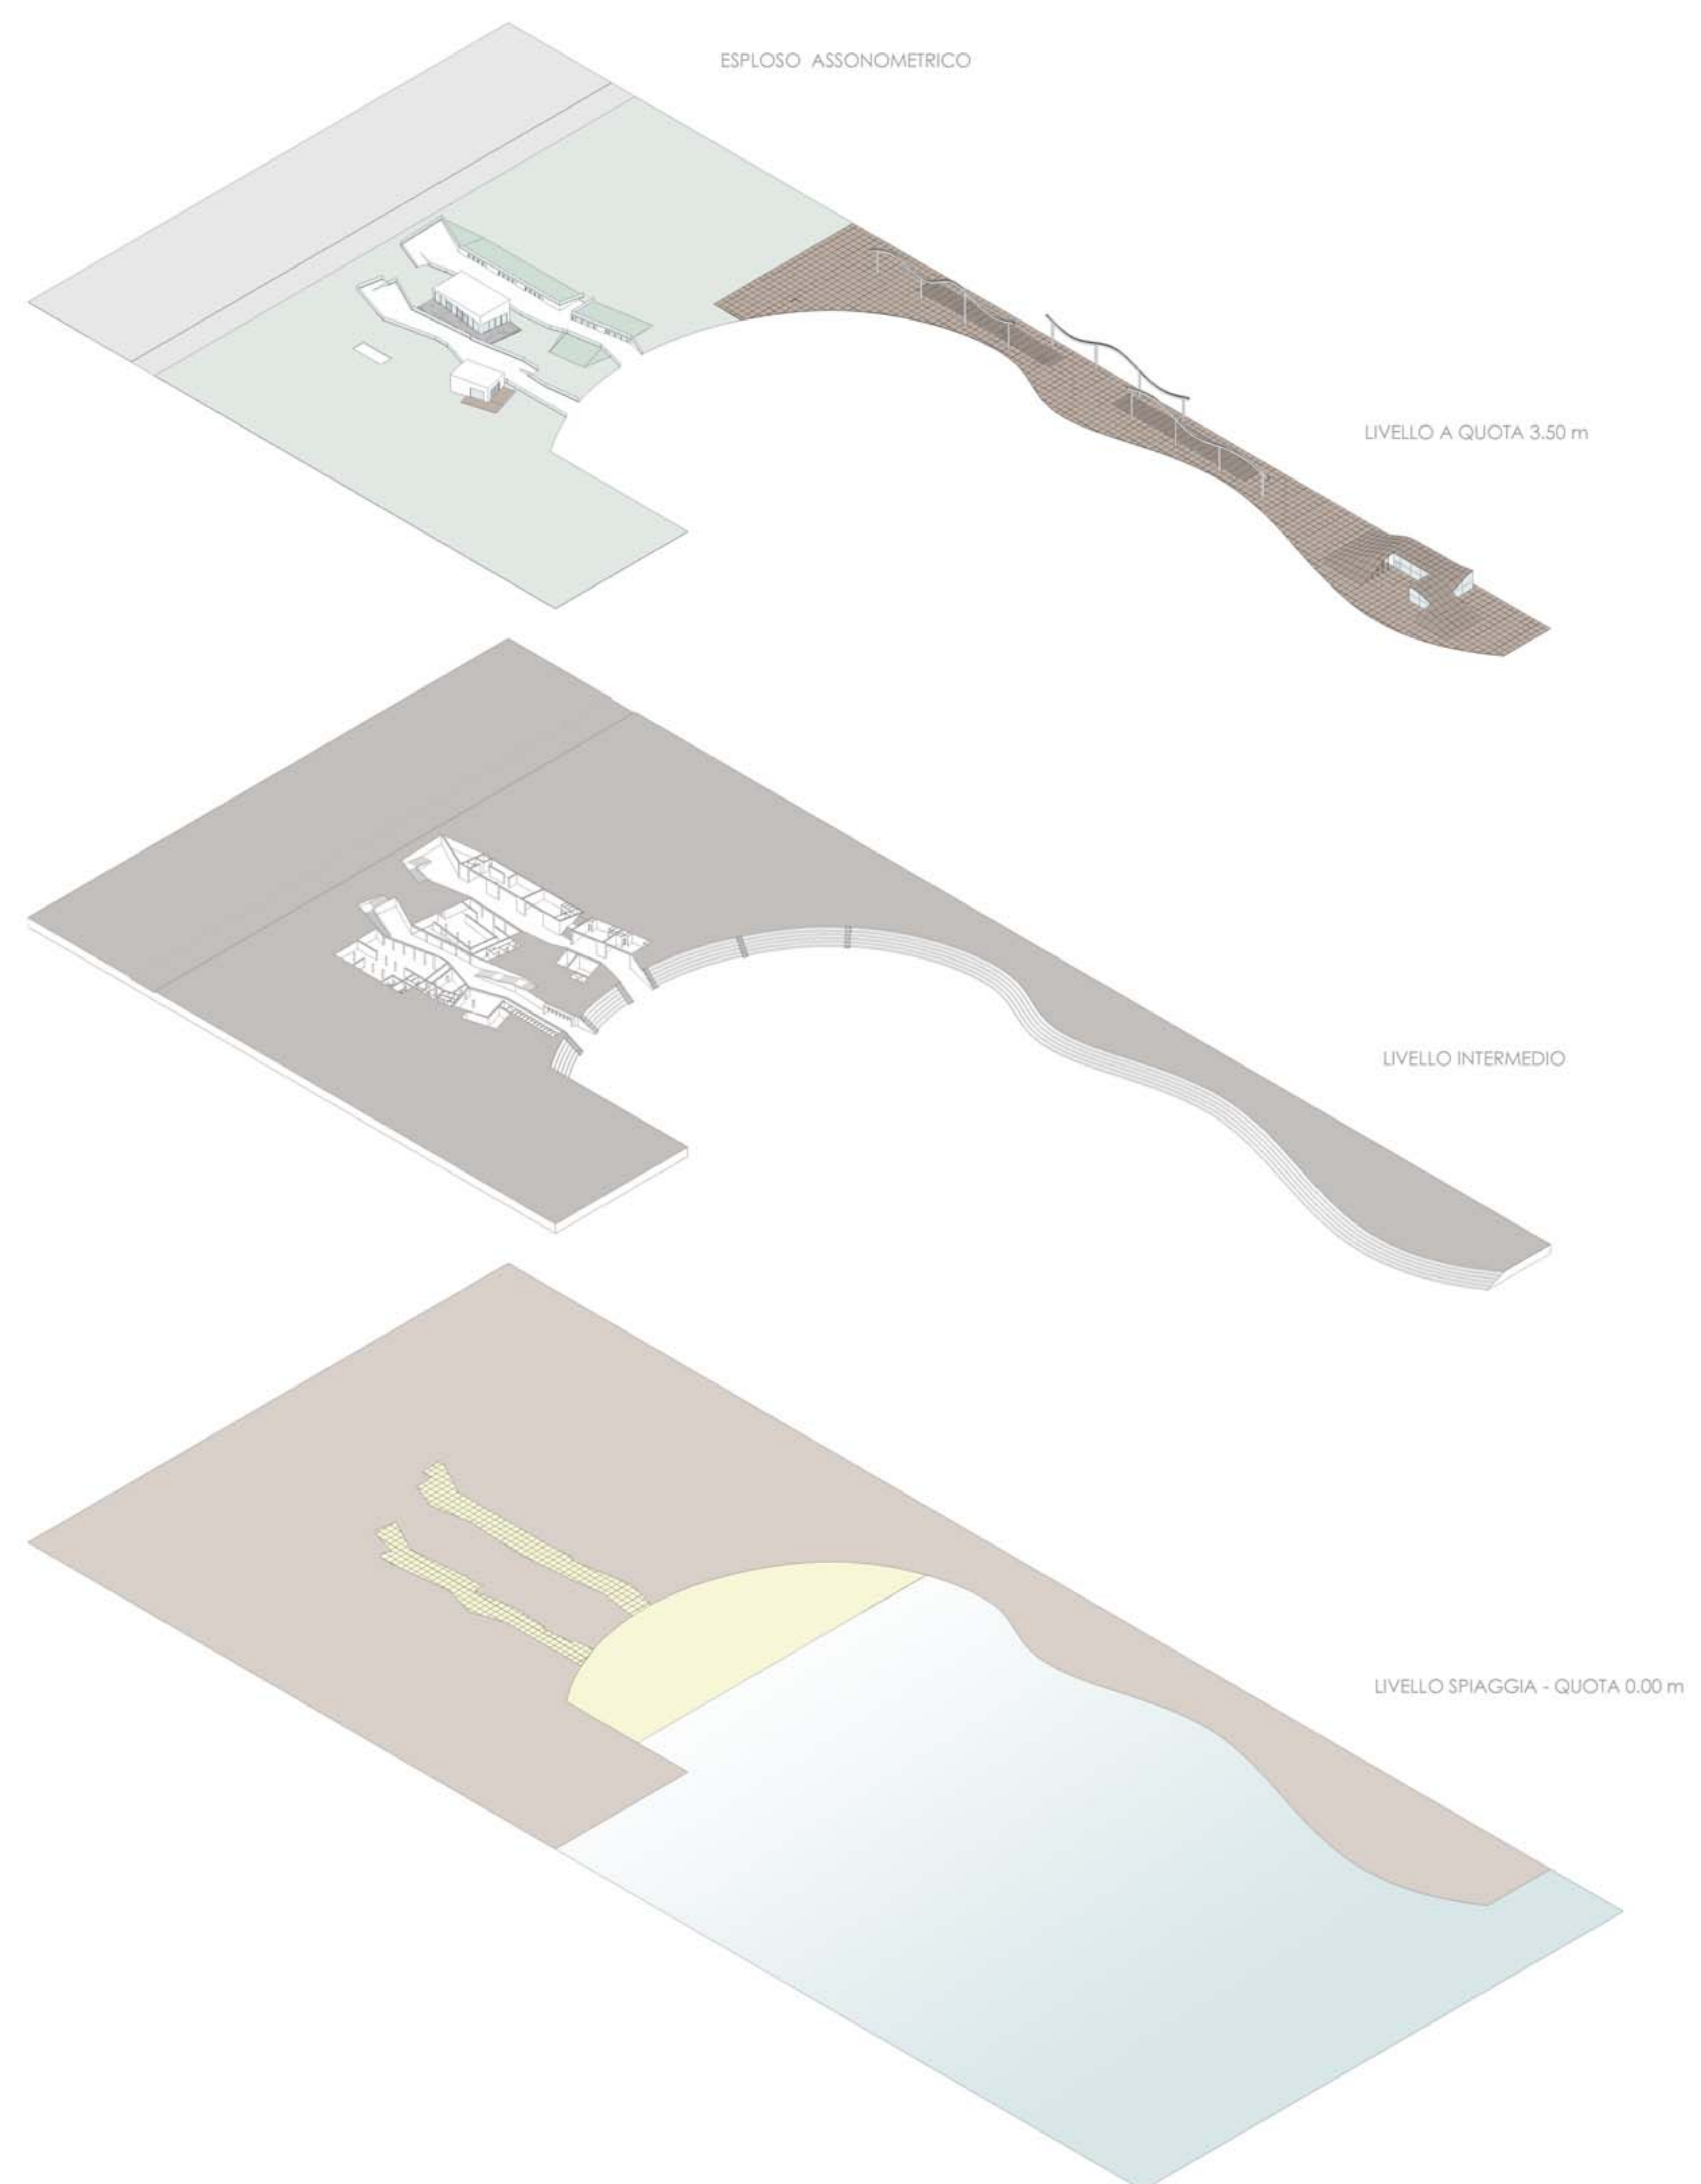 ESPLOSO ASSONOMETRICO
LIVELLO A QUOTA 3.50 m
LIVELLO INTERMEDIO
LIVELLO SPIAGGIA - QUOTA 0.00 m